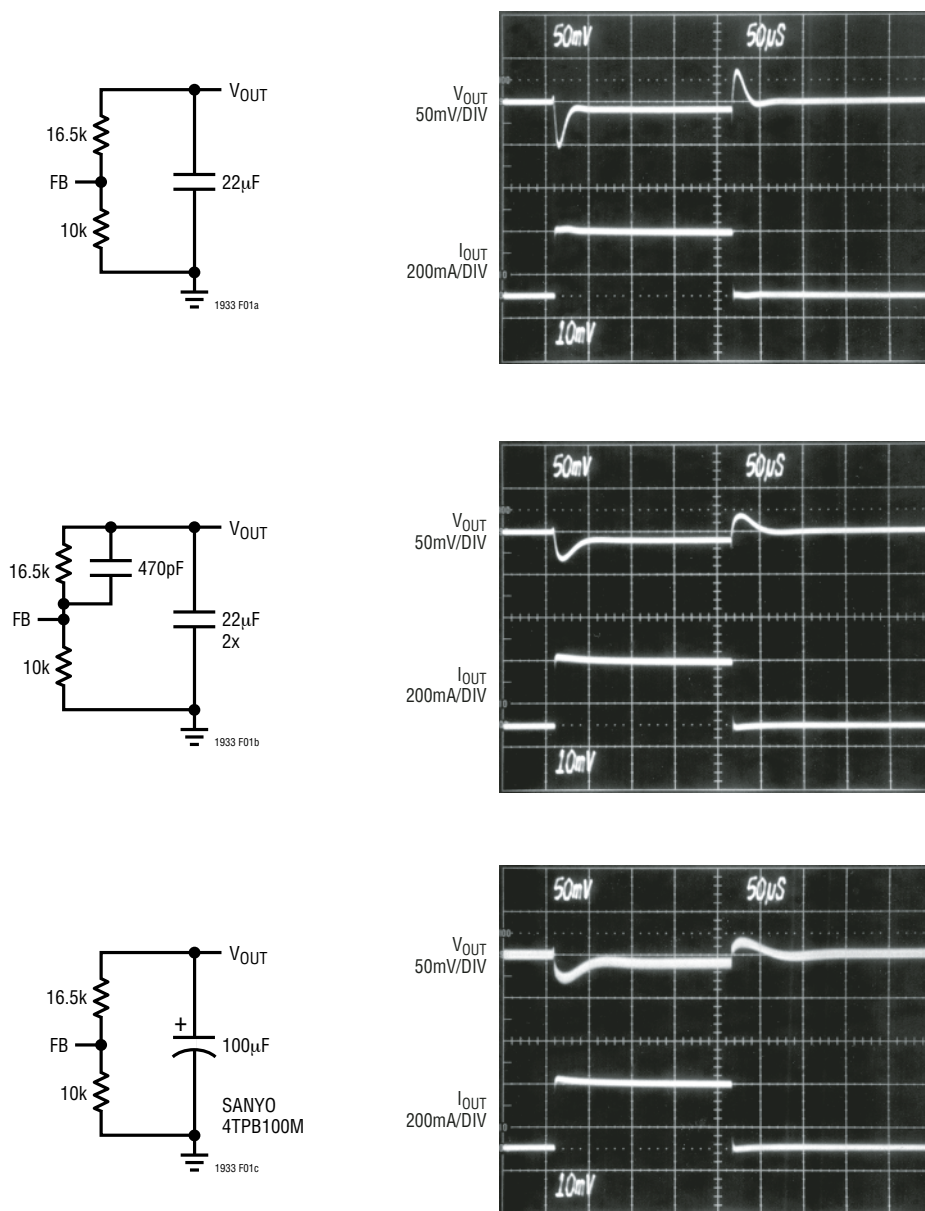 50mV 50µS
VOUT
50mV/DIV
VOUT
16.5k
FB
22µF
10k
IOUT
200mA/DIV
1933 F01a
10mV
50mV 50µS
VOUT
50mV/DIV
VOUT
16.5k
470pF
FB
22µF
2x
10k
IOUT
200mA/DIV
1933 F01b
10mV
50mV 50µS
VOUT
50mV/DIV
VOUT
16.5k
+
FB
100µF
10k
SANYO
4TPB100M
IOUT
200mA/DIV
1933 F01c
10mV